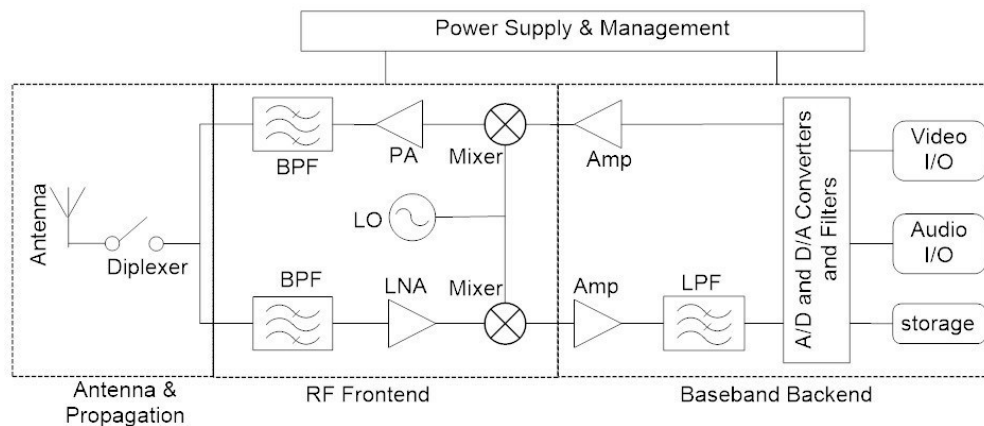 Power Supply & Management
BPF
PA
Mixer
Amp
Video
I/O
Antenna
Diplexer
LO
A/D and D/A Converters
and Filters
Audio
I/O
BPF
LNA
Mixer
Amp
LPF
storage
Antenna &
Propagation
RF Frontend
Baseband Backend